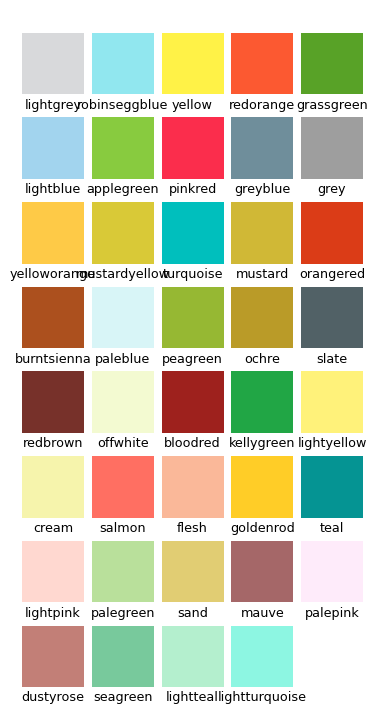 lightgrey robinseggblue yellow redorange grassgreen
lightblue applegreen pinkred greyblue grey
yelloworange mustardyellow turquoise mustard orangered
burntsienna paleblue peagreen ochre slate
redbrown offwhite bloodred kellygreen lightyellow
cream salmon flesh goldenrod teal
lightpink palegreen sand mauve palepink
dustyrose seagreen lightteal lightturquoise